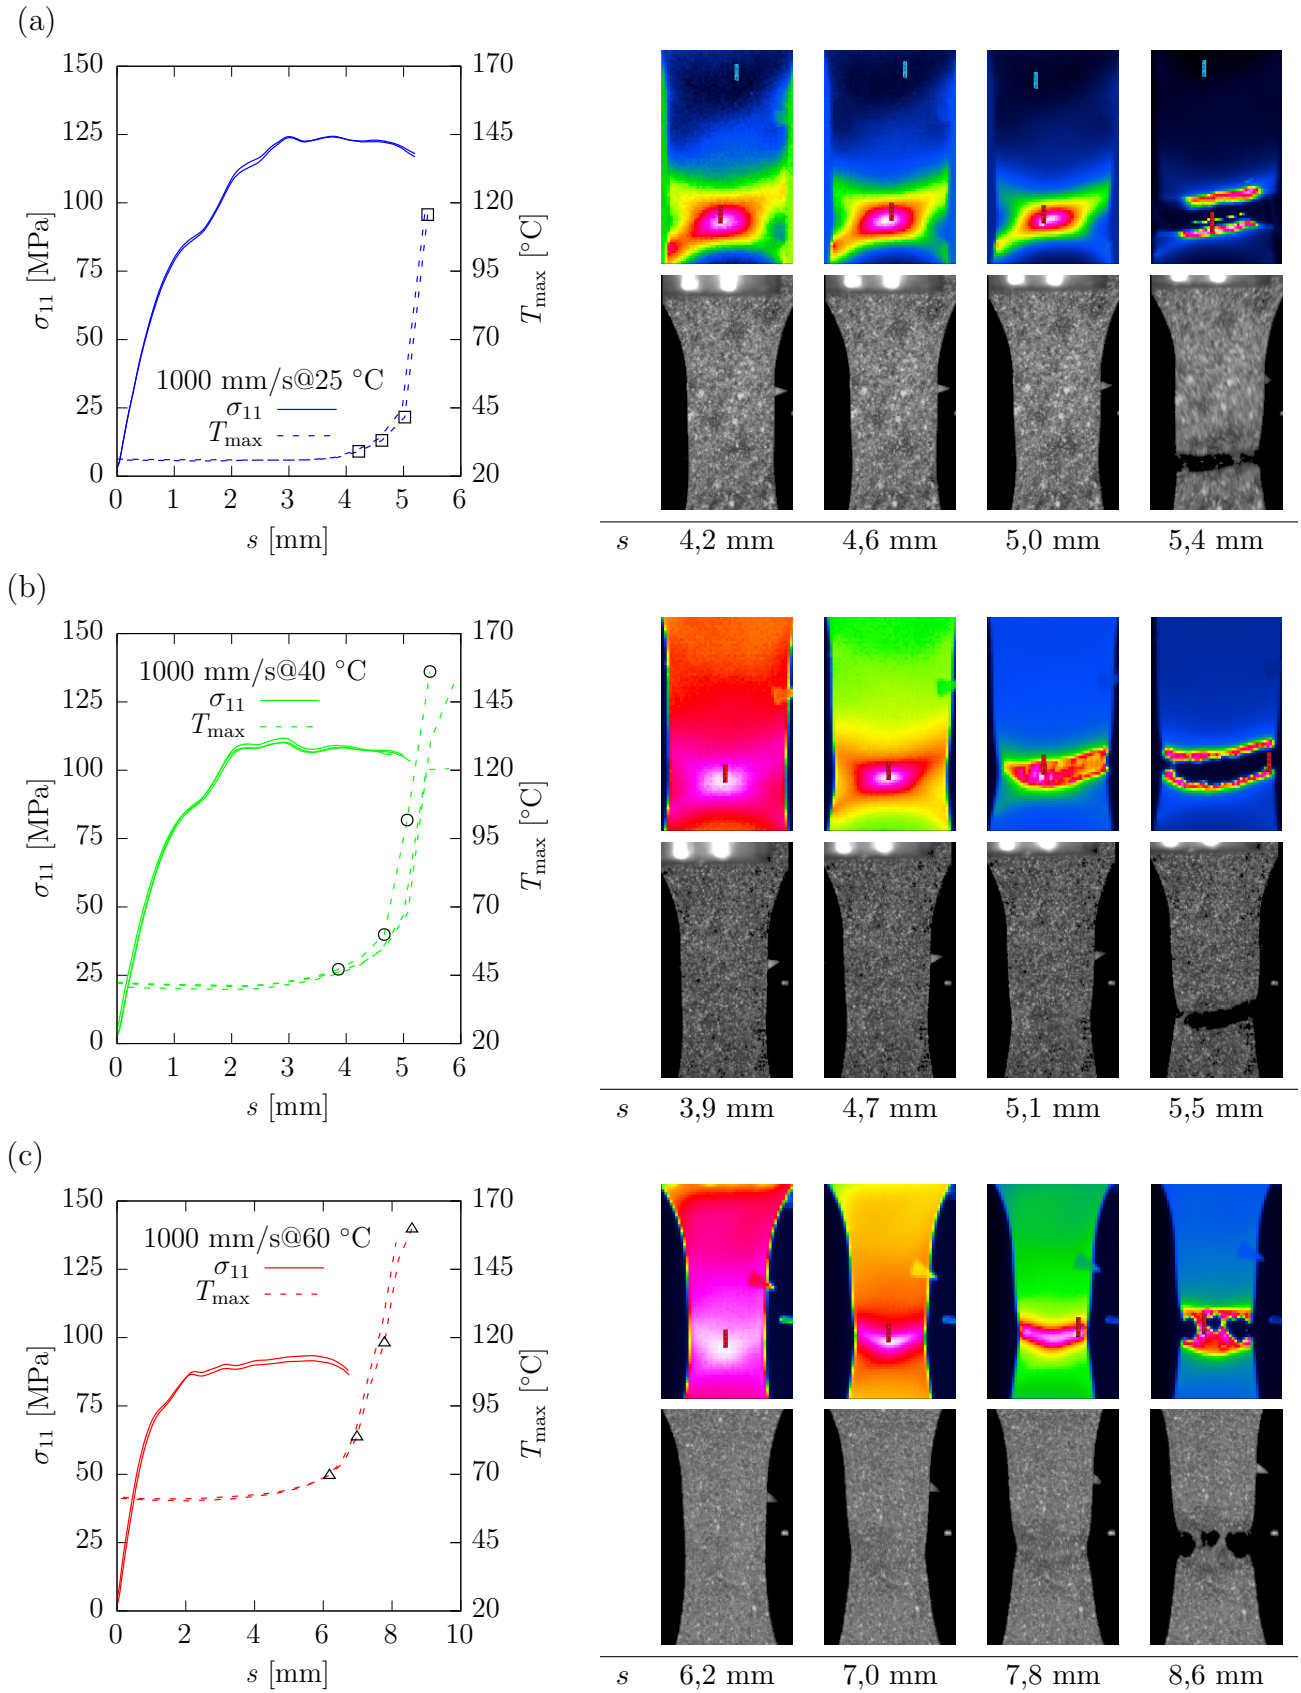 (a)
150
125
100
75
50
25
0
σ11 [MPa]
170
145
120
95
70
45
20
Tmax [°C]
1000 mm/s@25 °C
σ11
Tmax
0 1 2 3 4 5 6
s [mm]
s 4,2 mm 4,6 mm 5,0 mm 5,4 mm
(b)
150
125
100
75
50
25
0
σ11 [MPa]
170
145
120
95
70
45
20
Tmax [°C]
1000 mm/s@40 °C
σ11
Tmax
0 1 2 3 4 5 6
s [mm]
s 3,9 mm 4,7 mm 5,1 mm 5,5 mm
(c)
150
125
100
75
50
25
0
σ11 [MPa]
170
145
120
95
70
45
20
Tmax [°C]
1000 mm/s@60 °C
σ11
Tmax
0 2 4 6 8 10
s [mm]
s 6,2 mm 7,0 mm 7,8 mm 8,6 mm